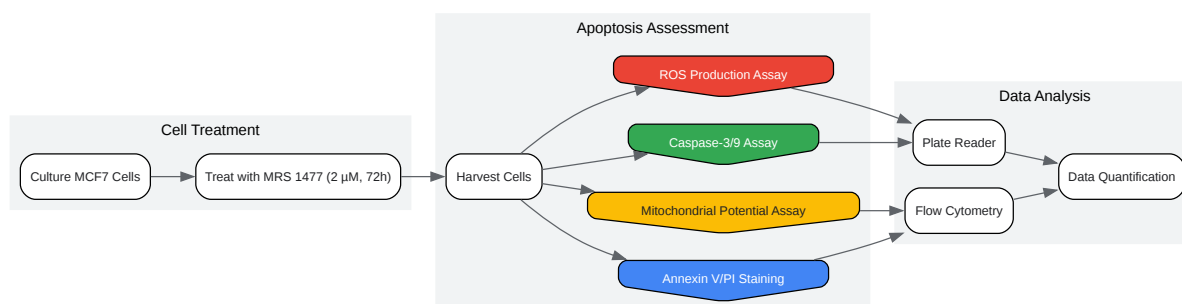 Apoptosis Assessment
ROS Production Assay
Data Analysis
Cell Treatment
Caspase-3/9 Assay
Plate Reader
Culture MCF7 Cells
Treat with MRS 1477 (2 µM, 72h)
Harvest Cells
Data Quantification
Mitochondrial Potential Assay
Flow Cytometry
Annexin V/PI Staining